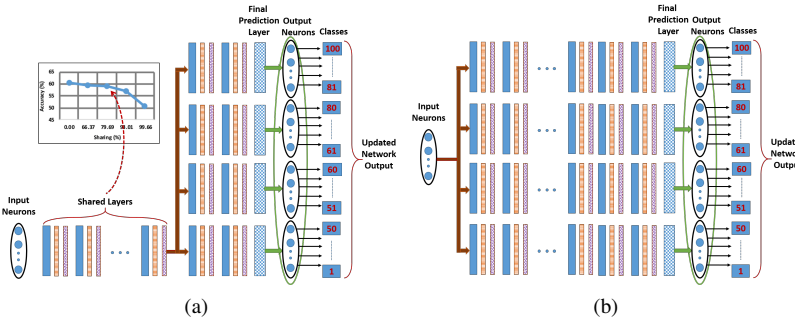 Final
Prediction
Layer
Output
Neurons
Classes
100
81
80
61
60
51
50
1
Updated
Network
Output
65
60
55
50
45
Accuracy (%)
0.00 66.37 79.69 98.01 99.66
Sharing (%)
Shared Layers
Input
Neurons
(a)
Final
Prediction
Layer
Output
Neurons
Classes
100
81
80
61
60
51
50
1
Input
Neurons
(b)